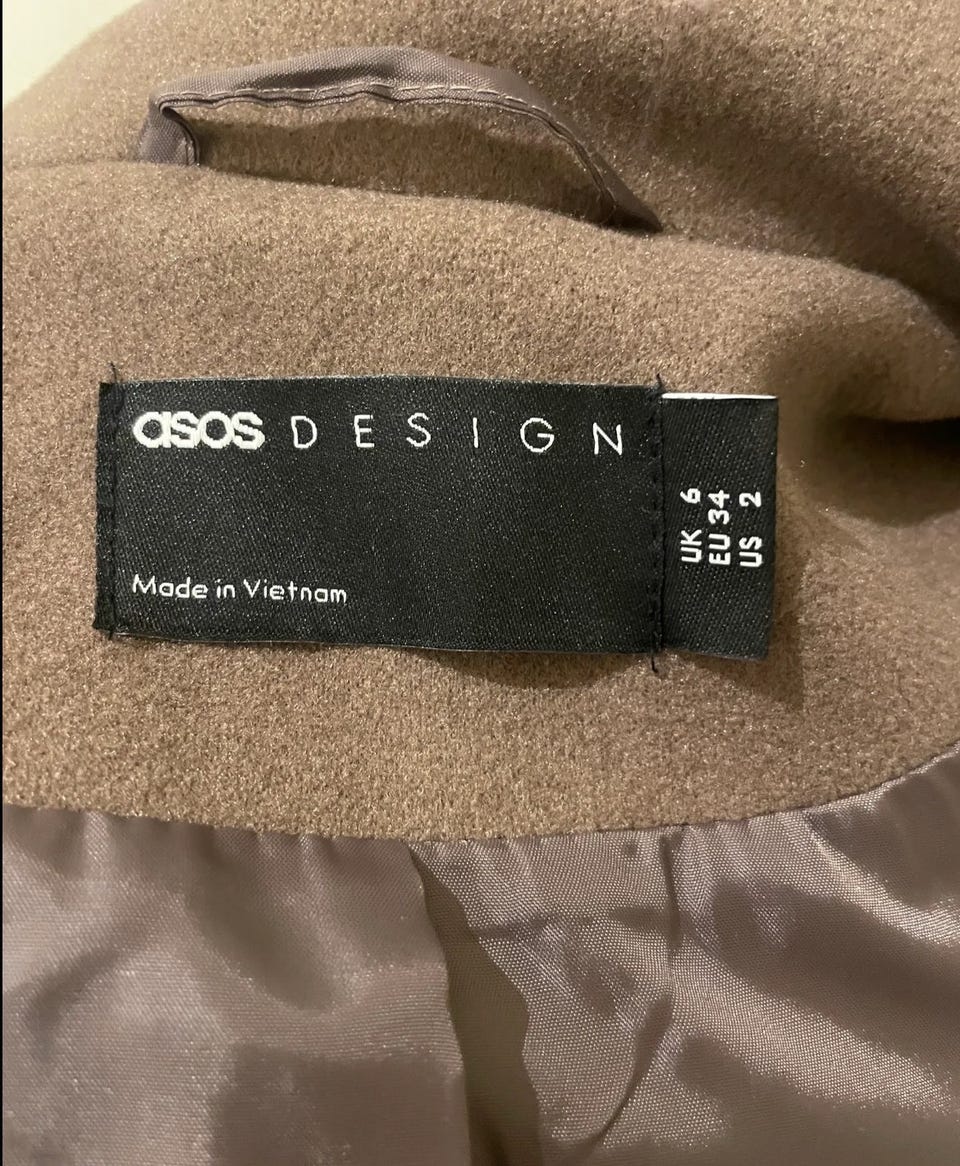 asos DESIGN
Made in Vietnam
UK 6
EU 34
US 2